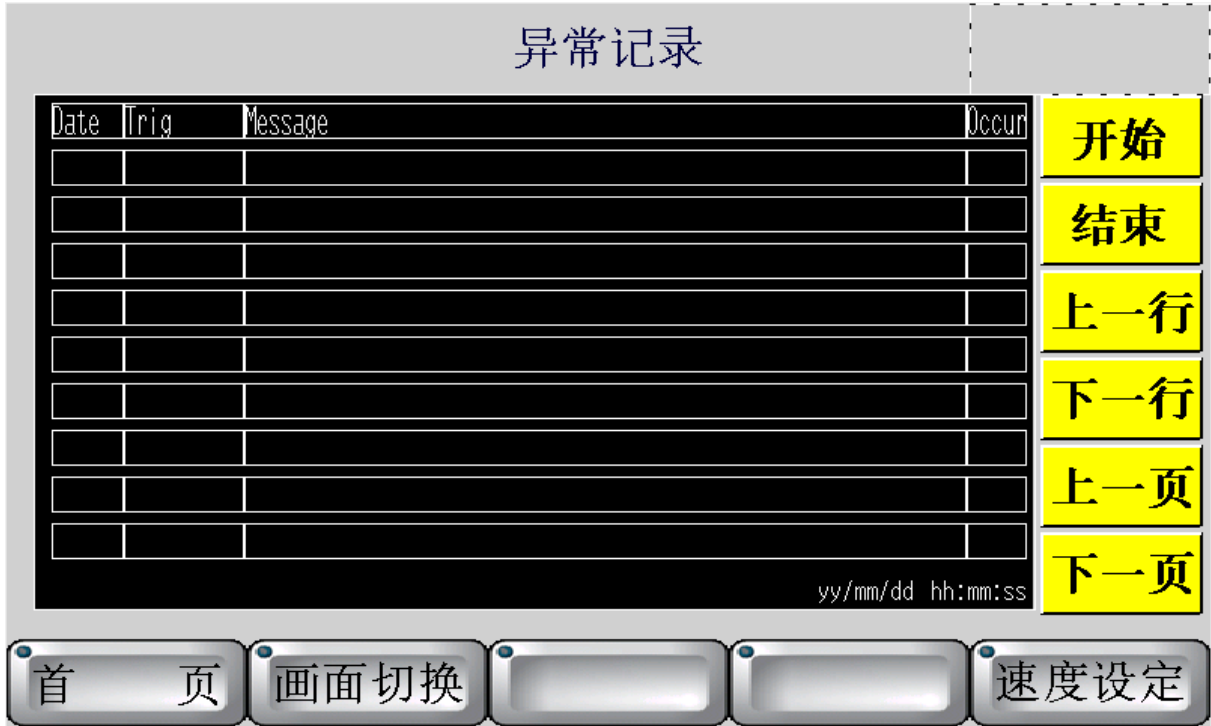 异常记录
Date Trig Message Occur
开始
结束
上一行
下一行
上一页
下一页
yy/mm/dd hh:mm:ss
首 页 画面切换 速度设定